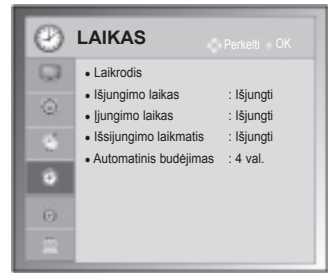 LAIKAS
Perkelti OK
• Laikrodis
• Išjungimo laikas : Išjungti
• Įjungimo laikas : Išjungti
• Išsijungimo laikmatis : Išjungti
• Automatinis budėjimas : 4 val.